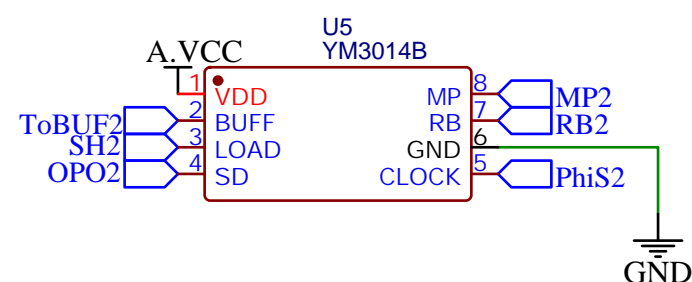 U5
YM3014B
A.VCC
1 VDD MP 8 MP2
ToBUF2 2 BUFF RB 7 RB2
SH2 3 LOAD GND 6
OPO2 4 SD CLOCK 5 PhiS2
GND